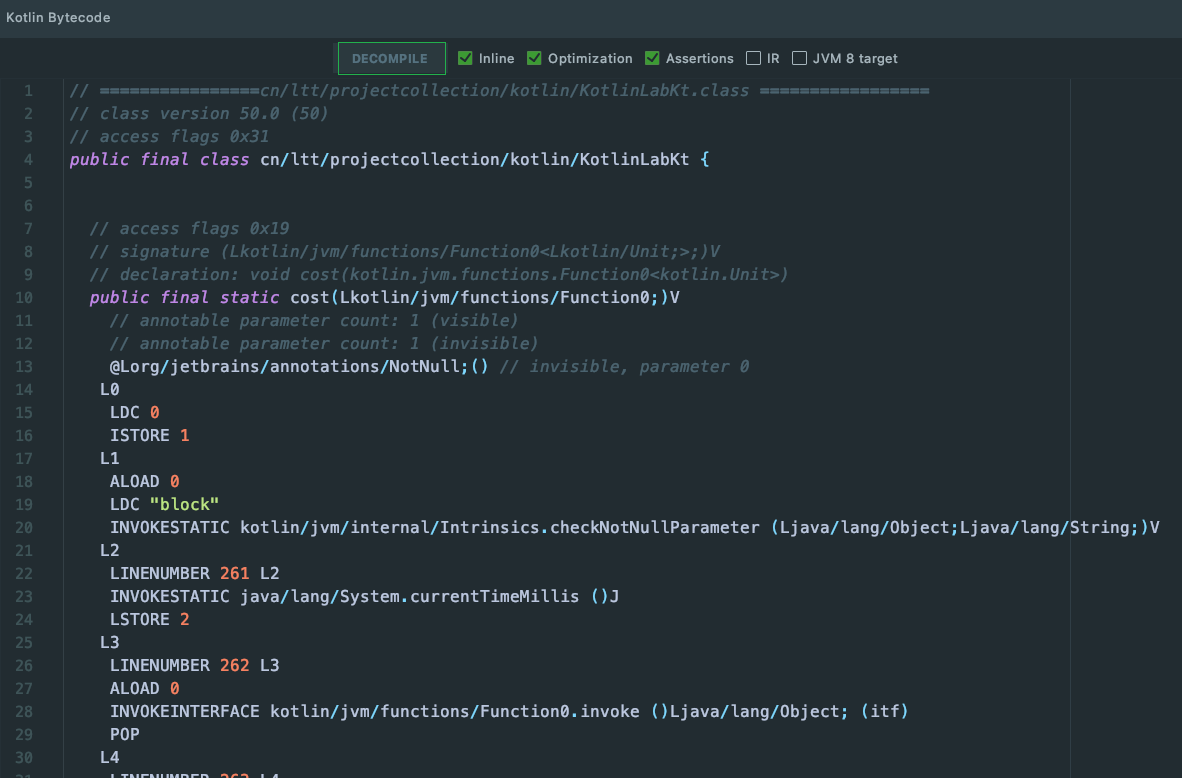 Kotlin Bytecode
DECOMPILE Inline Optimization Assertions IR JVM 8 target
1 // ================cn/ltt/projectcollection/kotlin/KotlinLabKt.class =================
2 // class version 50.0 (50)
3 // access flags 0x31
4 public final class cn/ltt/projectcollection/kotlin/KotlinLabKt {
5
6
7 // access flags 0x19
8 // signature (Lkotlin/jvm/functions/Function0<Lkotlin/Unit;>;)V
9 // declaration: void cost(kotlin.jvm.functions.Function0<kotlin.Unit>)
10 public final static cost(Lkotlin/jvm/functions/Function0;)V
11 // annotable parameter count: 1 (visible)
12 // annotable parameter count: 1 (invisible)
13 @Lorg/jetbrains/annotations/NotNull;() // invisible, parameter 0
14 L0
15 LDC 0
16 ISTORE 1
17 L1
18 ALOAD 0
19 LDC "block"
20 INVOKESTATIC kotlin/jvm/internal/Intrinsics.checkNotNullParameter (Ljava/lang/Object;Ljava/lang/String;)V
21 L2
22 LINENUMBER 261 L2
23 INVOKESTATIC java/lang/System.currentTimeMillis ()J
24 LSTORE 2
25 L3
26 LINENUMBER 262 L3
27 ALOAD 0
28 INVOKEINTERFACE kotlin/jvm/functions/Function0.invoke ()Ljava/lang/Object; (itf)
29 POP
30 L4
31 LINENUMBER 263 L4